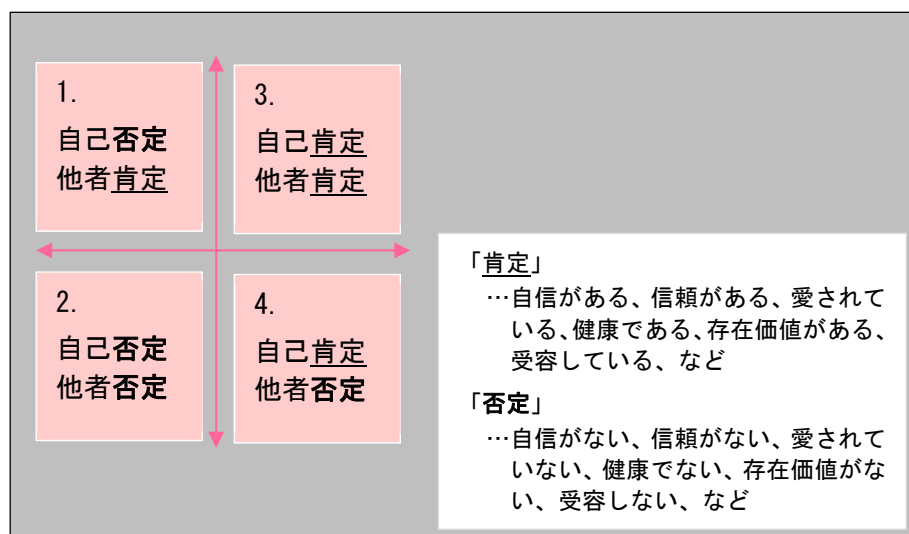 1.
自己否定
他者肯定
3.
自己肯定
他者肯定
2.
自己否定
他者否定
4.
自己肯定
他者否定
「肯定」
…自信がある、信頼がある、愛されて
いる、健康である、存在価値がある、
受容している、など
「否定」
…自信がない、信頼がない、愛されて
いない、健康でない、存在価値がな
い、受容しない、など